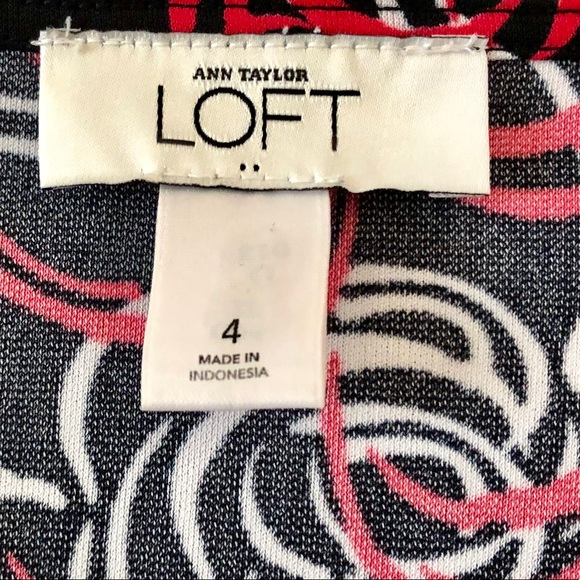 ANN TAYLOR
LOFT
4
MADE IN
INDONESIA